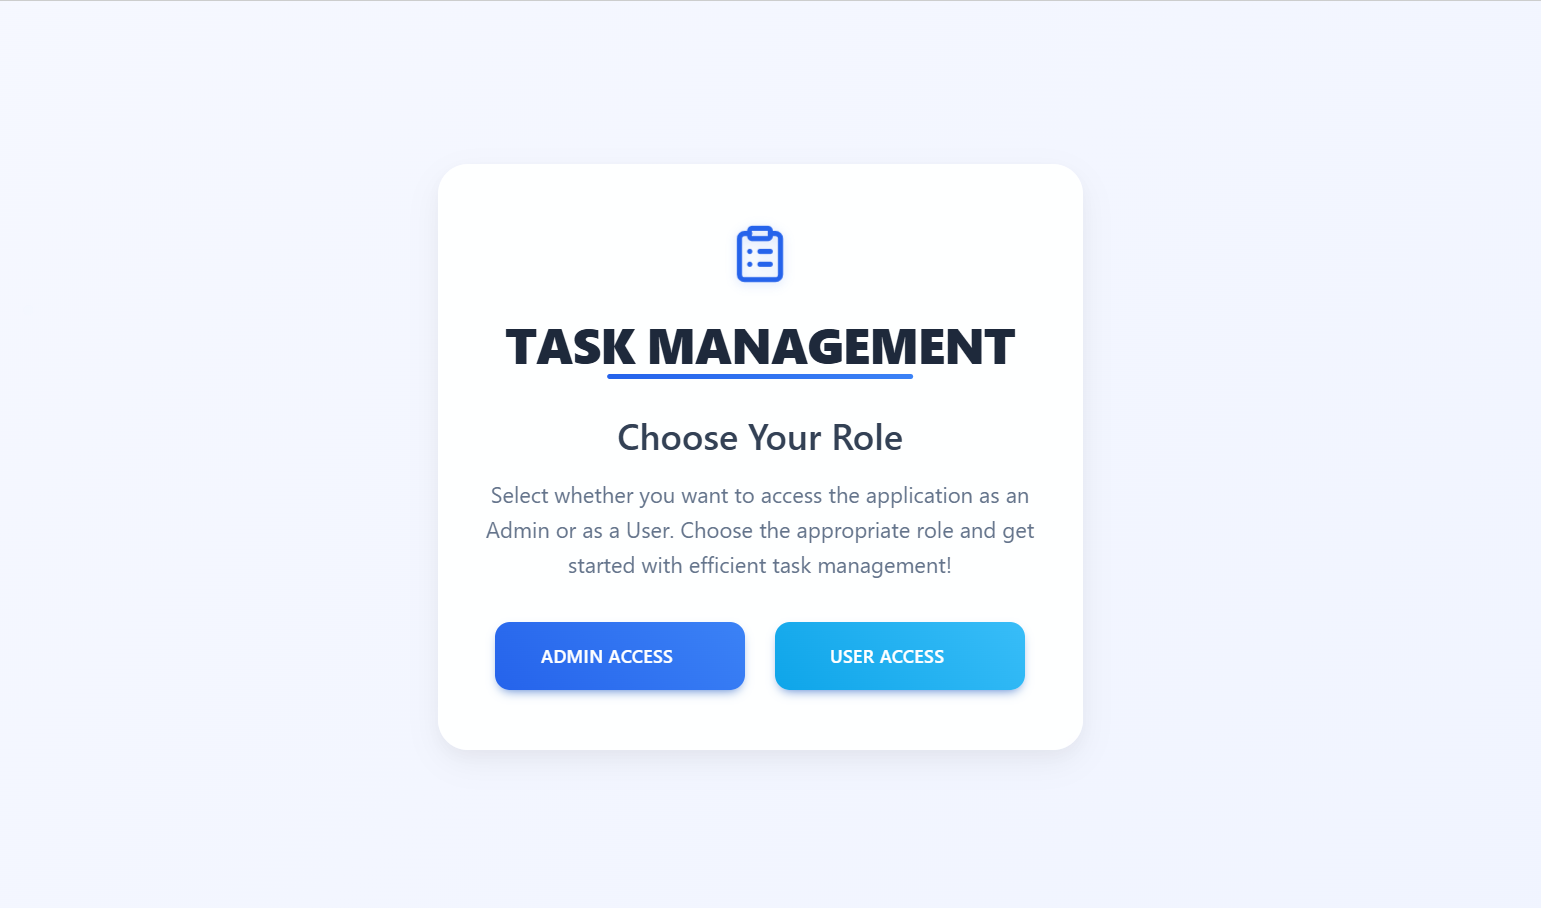 TASK MANAGEMENT
Choose Your Role
Select whether you want to access the application as an
Admin or as a User. Choose the appropriate role and get
started with efficient task management!
ADMIN ACCESS
USER ACCESS